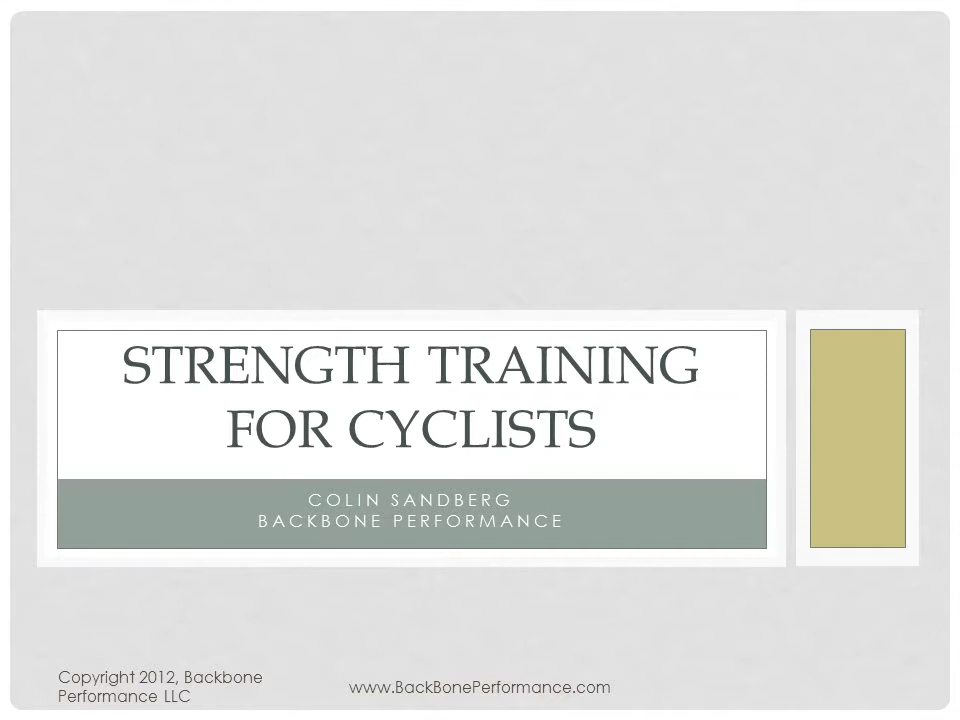 STRENGTH TRAINING
FOR CYCLISTS
COLIN SANDBERG
BACKBONE PERFORMANCE
Copyright 2012, Backbone
Performance LLC
www.BackBonePerformance.com